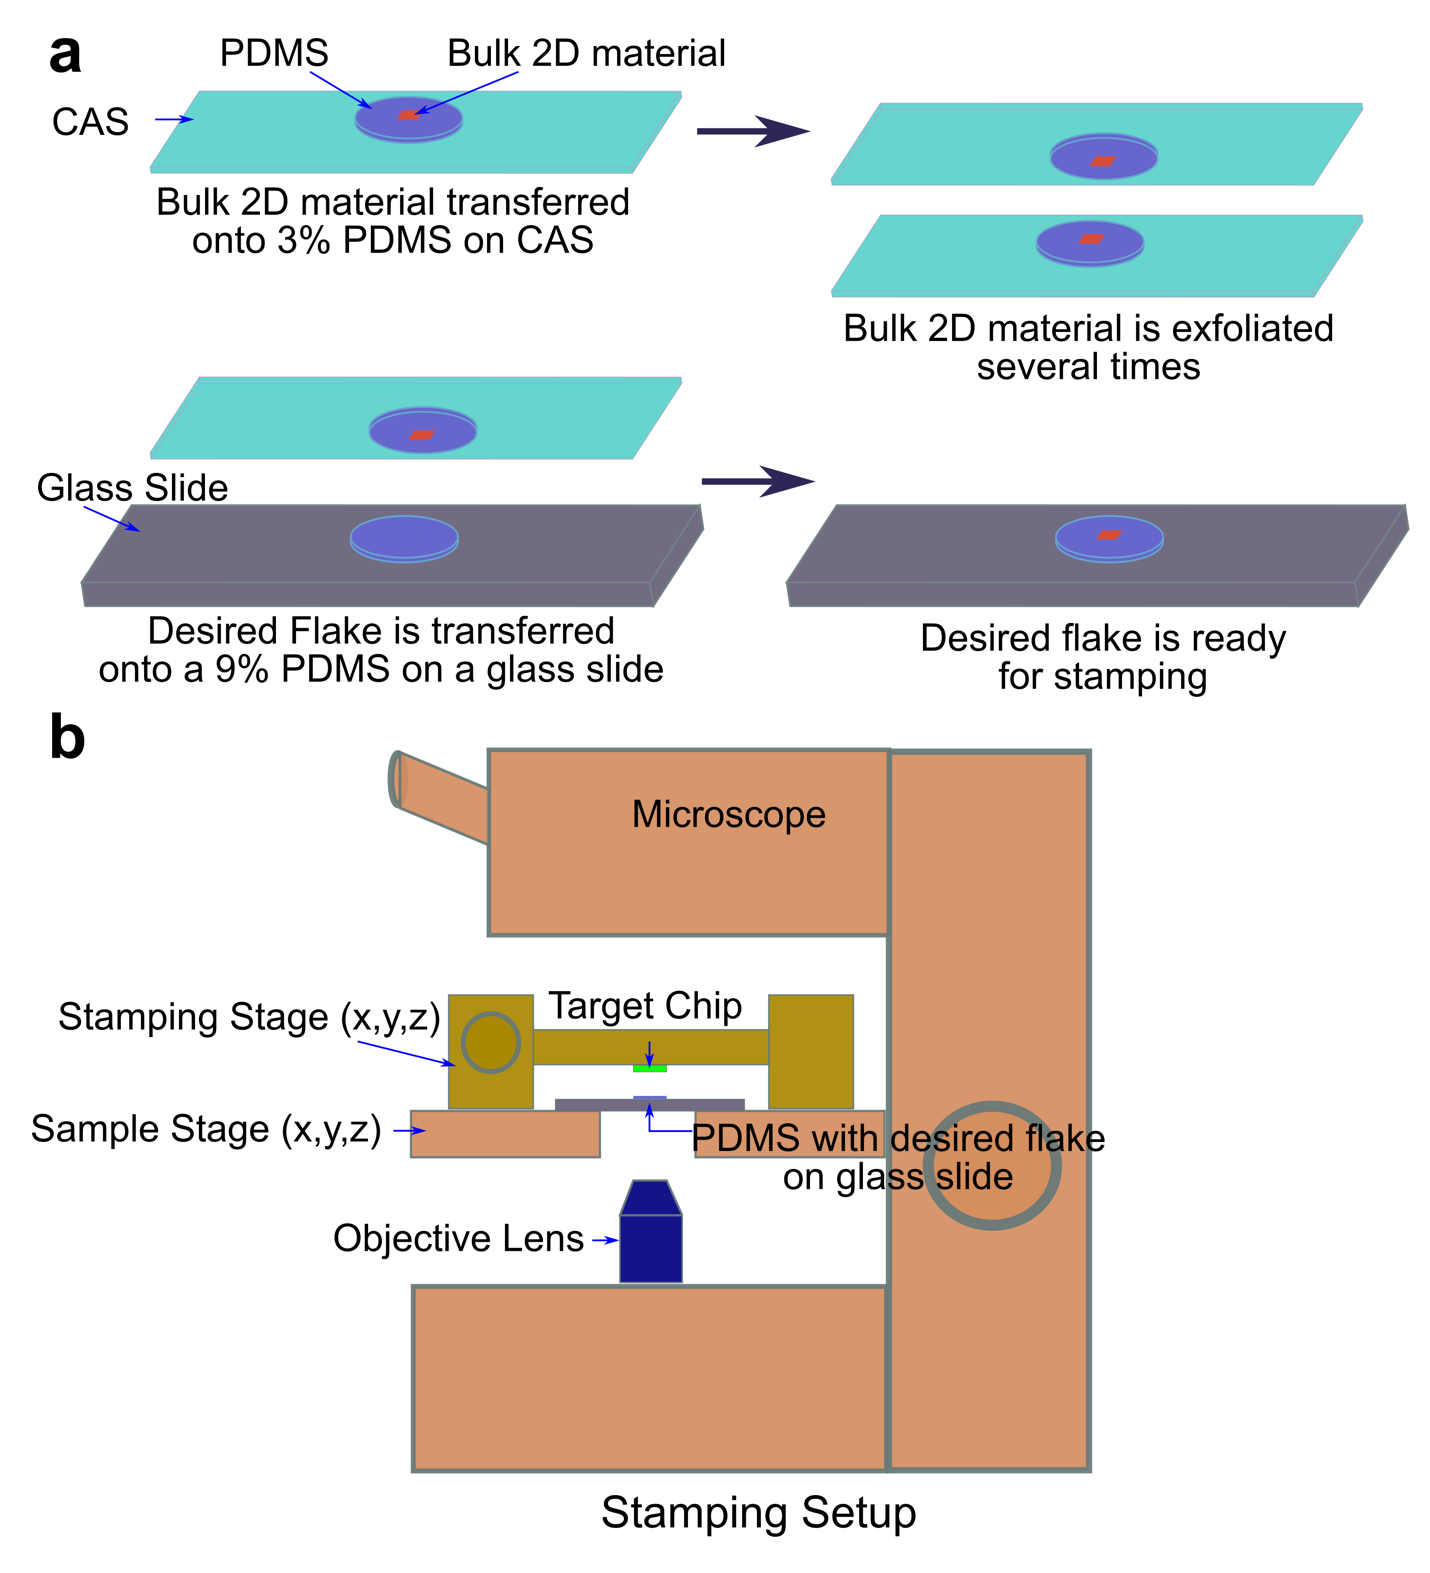 a
PDMS
Bulk 2D material
CAS
Bulk 2D material transferred
onto 3% PDMS on CAS
Bulk 2D material is exfoliated
several times
Glass Slide
Desired Flake is transferred
onto a 9% PDMS on a glass slide
Desired flake is ready
for stamping
b
Microscope
Stamping Stage (x,y,z)
Target Chip
Sample Stage (x,y,z)
PDMS with desired flake
on glass slide
Objective Lens
Stamping Setup